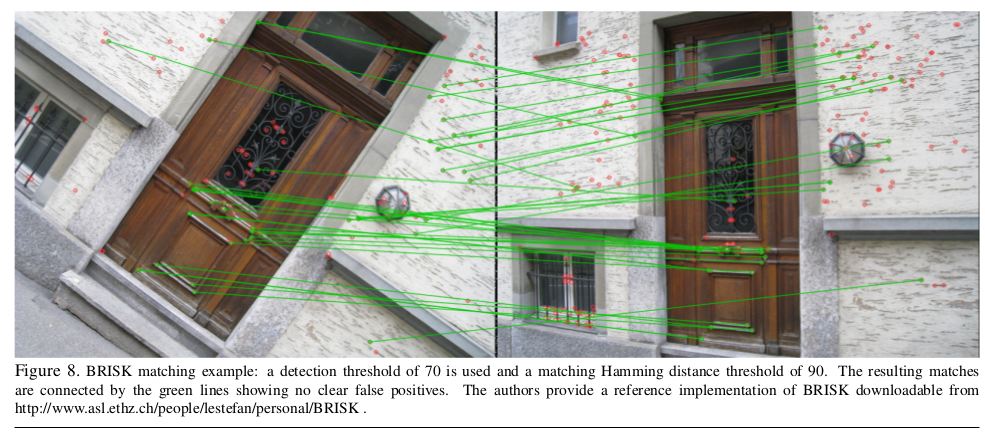 Figure 8. BRISK matching example: a detection threshold of 70 is used and a matching Hamming distance threshold of 90. The resulting matches
are connected by the green lines showing no clear false positives. The authors provide a reference implementation of BRISK downloadable from
http://www.asl.ethz.ch/people/lestefan/personal/BRISK .